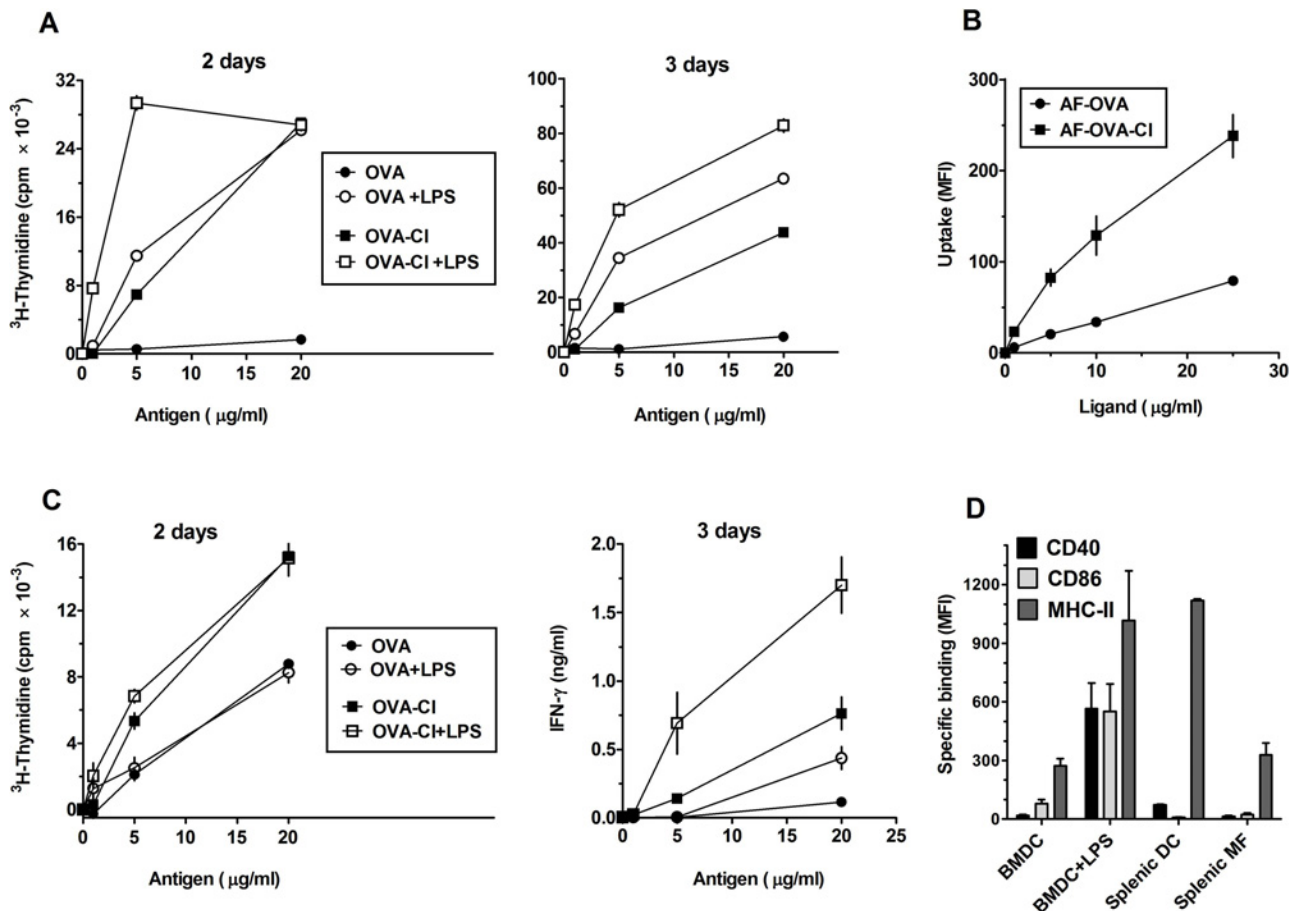 A
2 days
32
24
16
8
0
³H-Thymidine (cpm × 10⁻³)
0 5 10 15 20
Antigen ( μg/ml)
OVA
OVA +LPS
OVA-Cl
OVA-Cl +LPS
3 days
100
80
60
40
20
0
0 5 10 15 20
Antigen ( μg/ml)
B
300
200
100
0
Uptake (MFI)
AF-OVA
AF-OVA-Cl
0 10 20 30
Ligand ( μg/ml)
C
2 days
16
12
8
4
0
³H-Thymidine (cpm × 10⁻³)
0 5 10 15 20
Antigen ( μg/ml)
OVA
OVA+LPS
OVA-Cl
OVA-Cl+LPS
3 days
2.0
1.5
1.0
0.5
0.0
IFN-γ (ng/ml)
0 5 10 15 20 25
Antigen ( μg/ml)
D
CD40
CD86
MHC-II
1200
900
600
300
0
Specific binding (MFI)
BMDC
BMDC+LPS
Splenic DC
Splenic MF